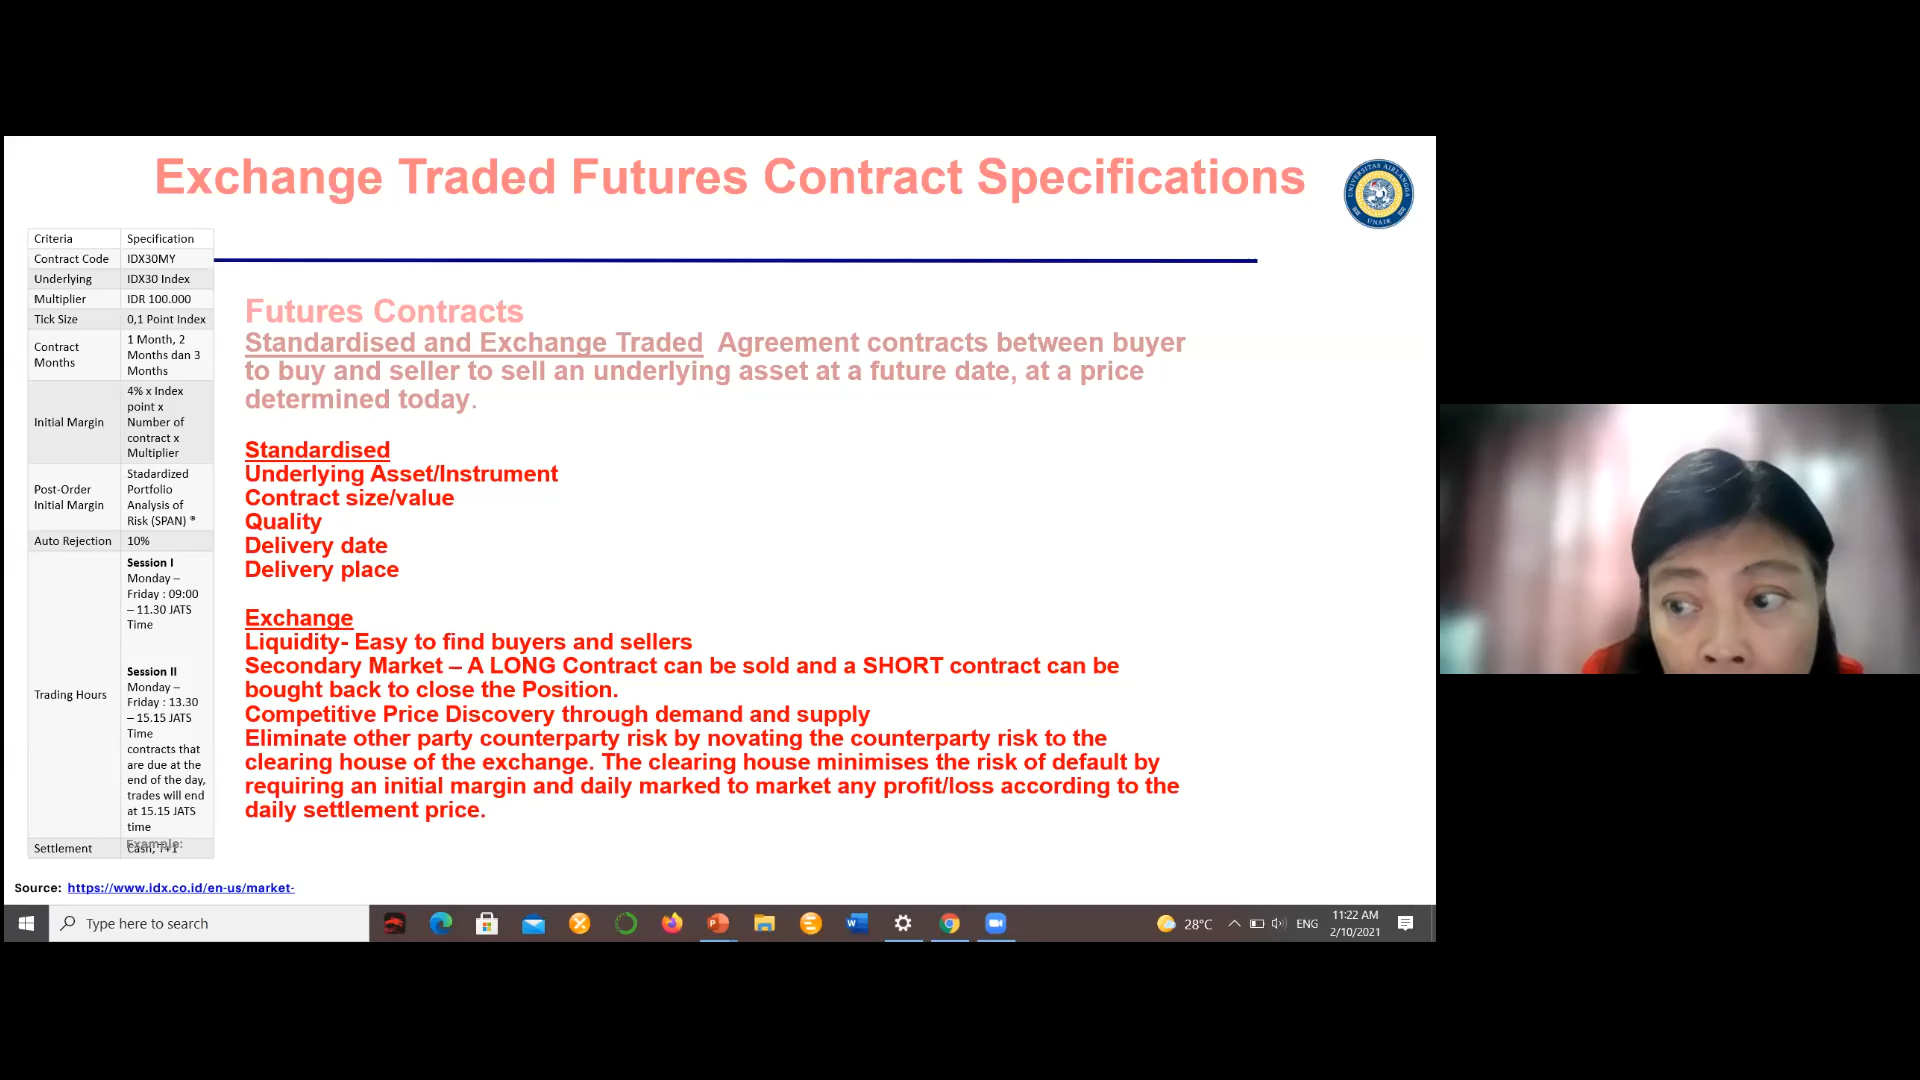 Exchange Traded Futures Contract Specifications
UNIVERSITAS AIRLANGGA
UNAIR
Criteria Specification
Contract Code IDX30MY
Underlying IDX30 Index
Multiplier IDR 100.000
Tick Size 0,1 Point Index
Contract Months 1 Month, 2
Months dan 3
Months
Initial Margin 4% x Index
point x
Number of
contract x
Multiplier
Post-Order Initial Margin Stadardized
Portfolio
Analysis of
Risk (SPAN) ®
Auto Rejection 10%
Trading Hours
Session I
Monday –
Friday : 09:00
– 11.30 JATS
Time
Session II
Monday –
Friday : 13.30
– 15.15 JATS
Time
contracts that
are due at the
end of the day,
trades will end
at 15.15 JATS
time
Settlement Cash, T+1
Example:
Futures Contracts
Standardised and Exchange Traded Agreement contracts between buyer
to buy and seller to sell an underlying asset at a future date, at a price
determined today.
Standardised
Underlying Asset/Instrument
Contract size/value
Quality
Delivery date
Delivery place
Exchange
Liquidity- Easy to find buyers and sellers
Secondary Market – A LONG Contract can be sold and a SHORT contract can be
bought back to close the Position.
Competitive Price Discovery through demand and supply
Eliminate other party counterparty risk by novating the counterparty risk to the
clearing house of the exchange. The clearing house minimises the risk of default by
requiring an initial margin and daily marked to market any profit/loss according to the
daily settlement price.
Source: https://www.idx.co.id/en-us/market-
Type here to search
28°C
ENG
11:22 AM
2/10/2021